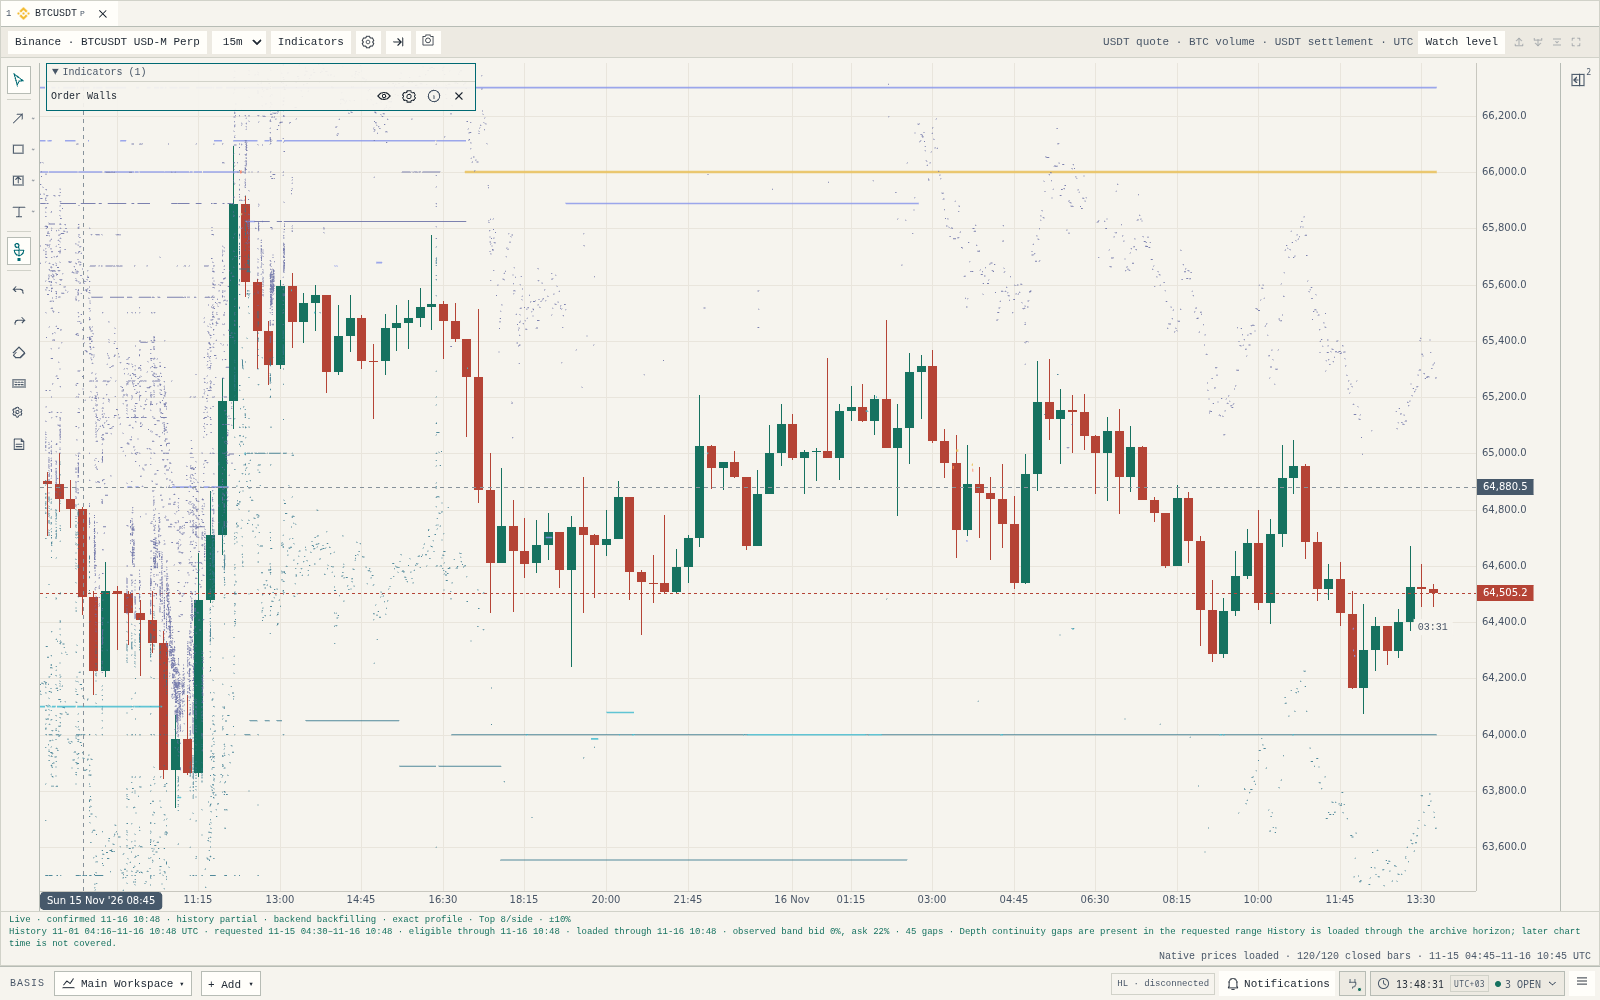 1 BTCUSDT P
Binance · BTCUSDT USD-M Perp 15m Indicators USDT quote · BTC volume · USDT settlement · UTC Watch level
▼ Indicators (1)
Order Walls
2
66,200.0
66,000.0
65,800.0
65,600.0
65,400.0
65,200.0
65,000.0
64,880.5
64,800.0
64,600.0
64,505.2
64,400.0
03:31
64,200.0
64,000.0
63,800.0
63,600.0
Sun 15 Nov '26 08:45 11:15 13:00 14:45 16:30 18:15 20:00 21:45 16 Nov 01:15 03:00 04:45 06:30 08:15 10:00 11:45 13:30
Live · confirmed 11-16 10:48 · history partial · backend backfilling · exact profile · Top 8/side · ±10%
History 11-01 04:16–11-16 10:48 UTC · requested 11-15 04:30–11-16 10:48 · eligible through 11-16 10:48 · loaded through 11-16 10:48 · observed band bid 0%, ask 22% · 45 gaps · Depth continuity gaps are present in the requested range History is loaded through the archive horizon; later chart
time is not covered.
Native prices loaded · 120/120 closed bars · 11-15 04:45–11-16 10:45 UTC
BASIS Main Workspace + Add HL · disconnected Notifications 13:48:31 UTC+03 3 OPEN